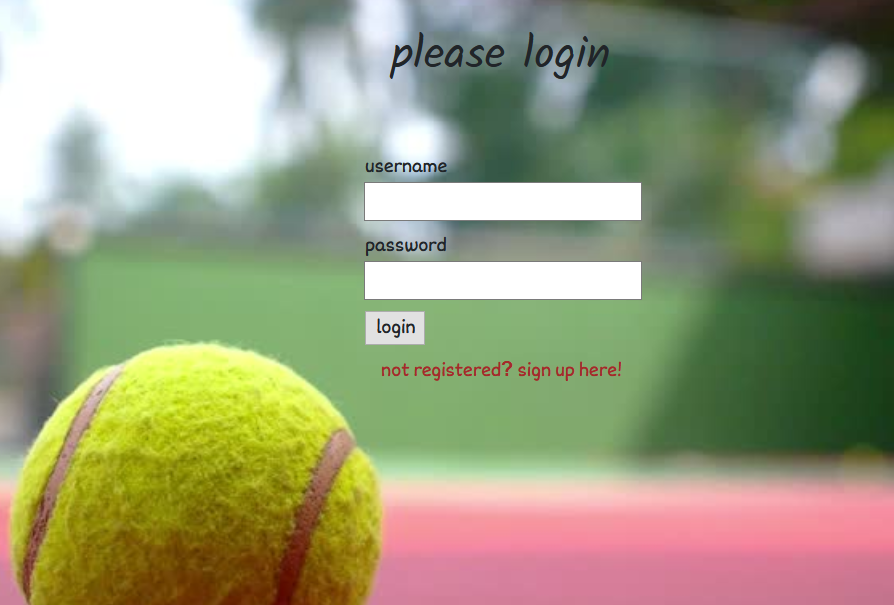 please login
username
password
login
not registered? sign up here!